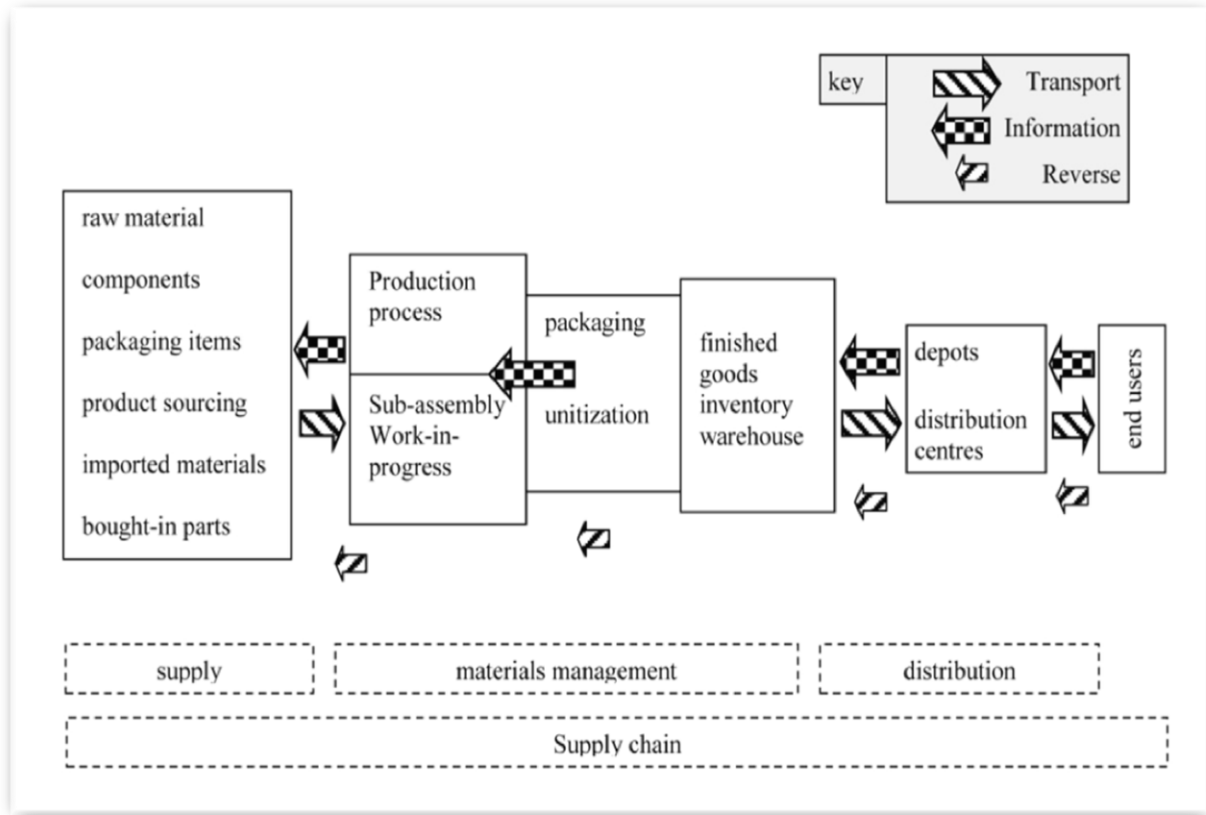 key
Transport
Information
Reverse
raw material
components
packaging items
product sourcing
imported materials
bought-in parts
Production
process
Sub-assembly
Work-in-
progress
packaging
unitization
finished
goods
inventory
warehouse
depots
distribution
centres
end users
supply
materials management
distribution
Supply chain